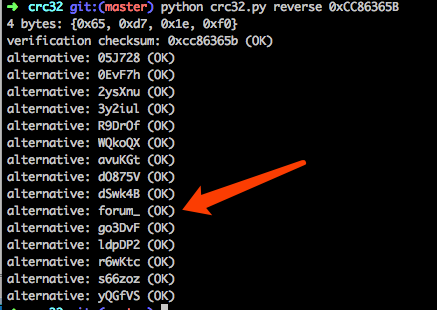 ➜ crc32 git:(master) python crc32.py reverse 0xCC86365B
4 bytes: {0x65, 0xd7, 0x1e, 0xf0}
verification checksum: 0xcc86365b (OK)
alternative: 05J728 (OK)
alternative: 0EvF7h (OK)
alternative: 2ysXnu (OK)
alternative: 3y2iul (OK)
alternative: R9DrOf (OK)
alternative: WQkoQX (OK)
alternative: avuKGt (OK)
alternative: dO875V (OK)
alternative: dSwk4B (OK)
alternative: forum_ (OK)
alternative: go3DvF (OK)
alternative: ldpDP2 (OK)
alternative: r6wKtc (OK)
alternative: s66zoz (OK)
alternative: yQGfVS (OK)